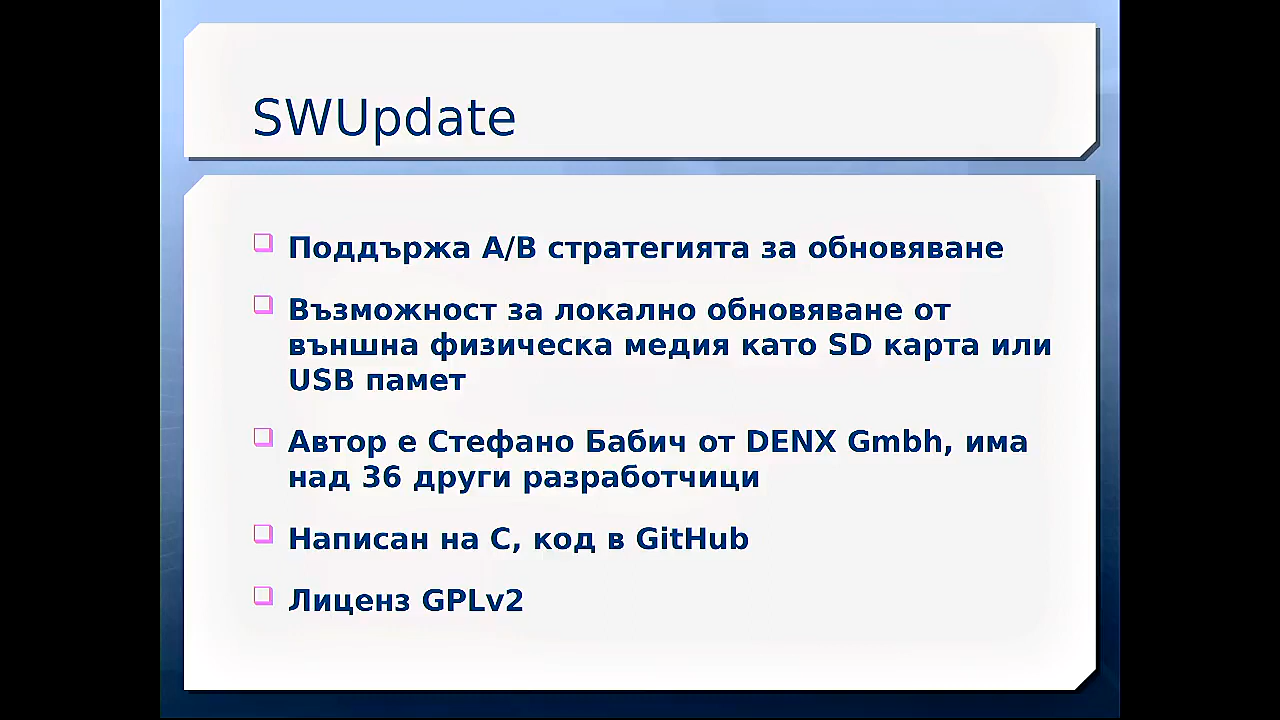 SWUpdate
Поддържа А/В стратегията за обновяване
Възможност за локално обновяване от
външна физическа медия като SD карта или
USB памет
Автор е Стефано Бабич от DENX Gmbh, има
над 36 други разработчици
Написан на C, код в GitHub
Лиценз GPLv2